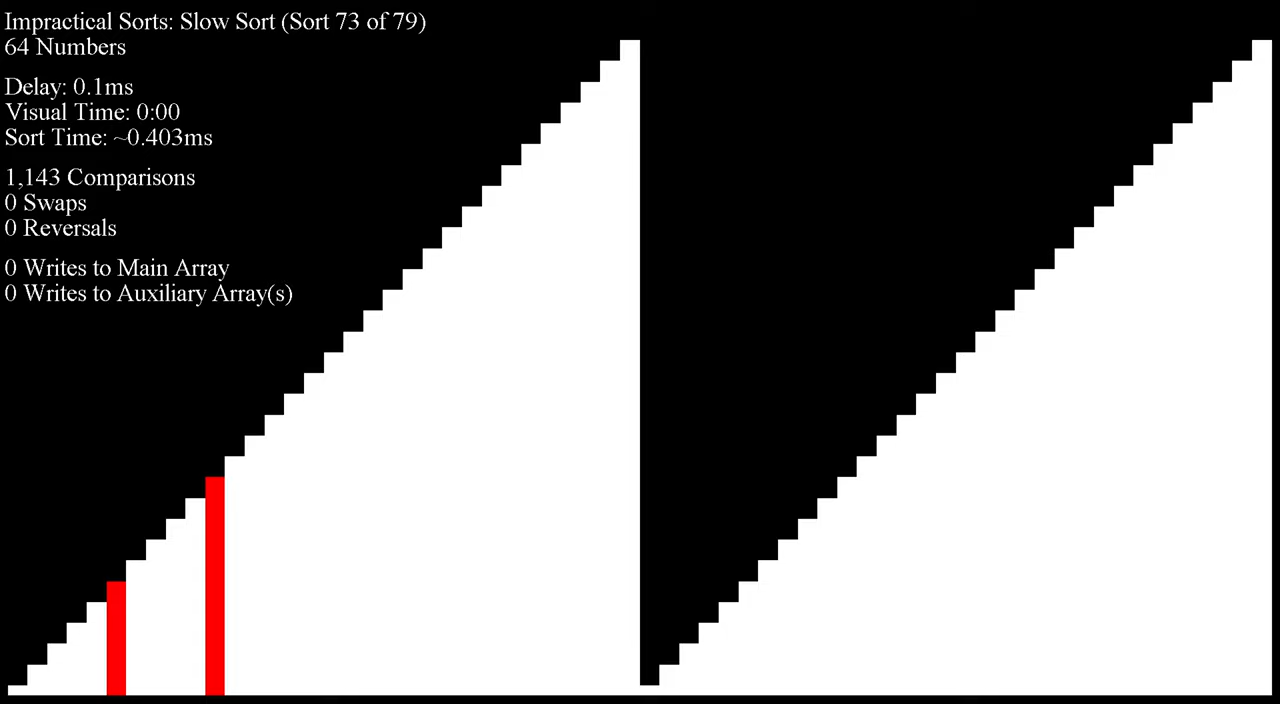 Impractical Sorts: Slow Sort (Sort 73 of 79)
64 Numbers
Delay: 0.1ms
Visual Time: 0:00
Sort Time: ~0.403ms
1,143 Comparisons
0 Swaps
0 Reversals
0 Writes to Main Array
0 Writes to Auxiliary Array(s)